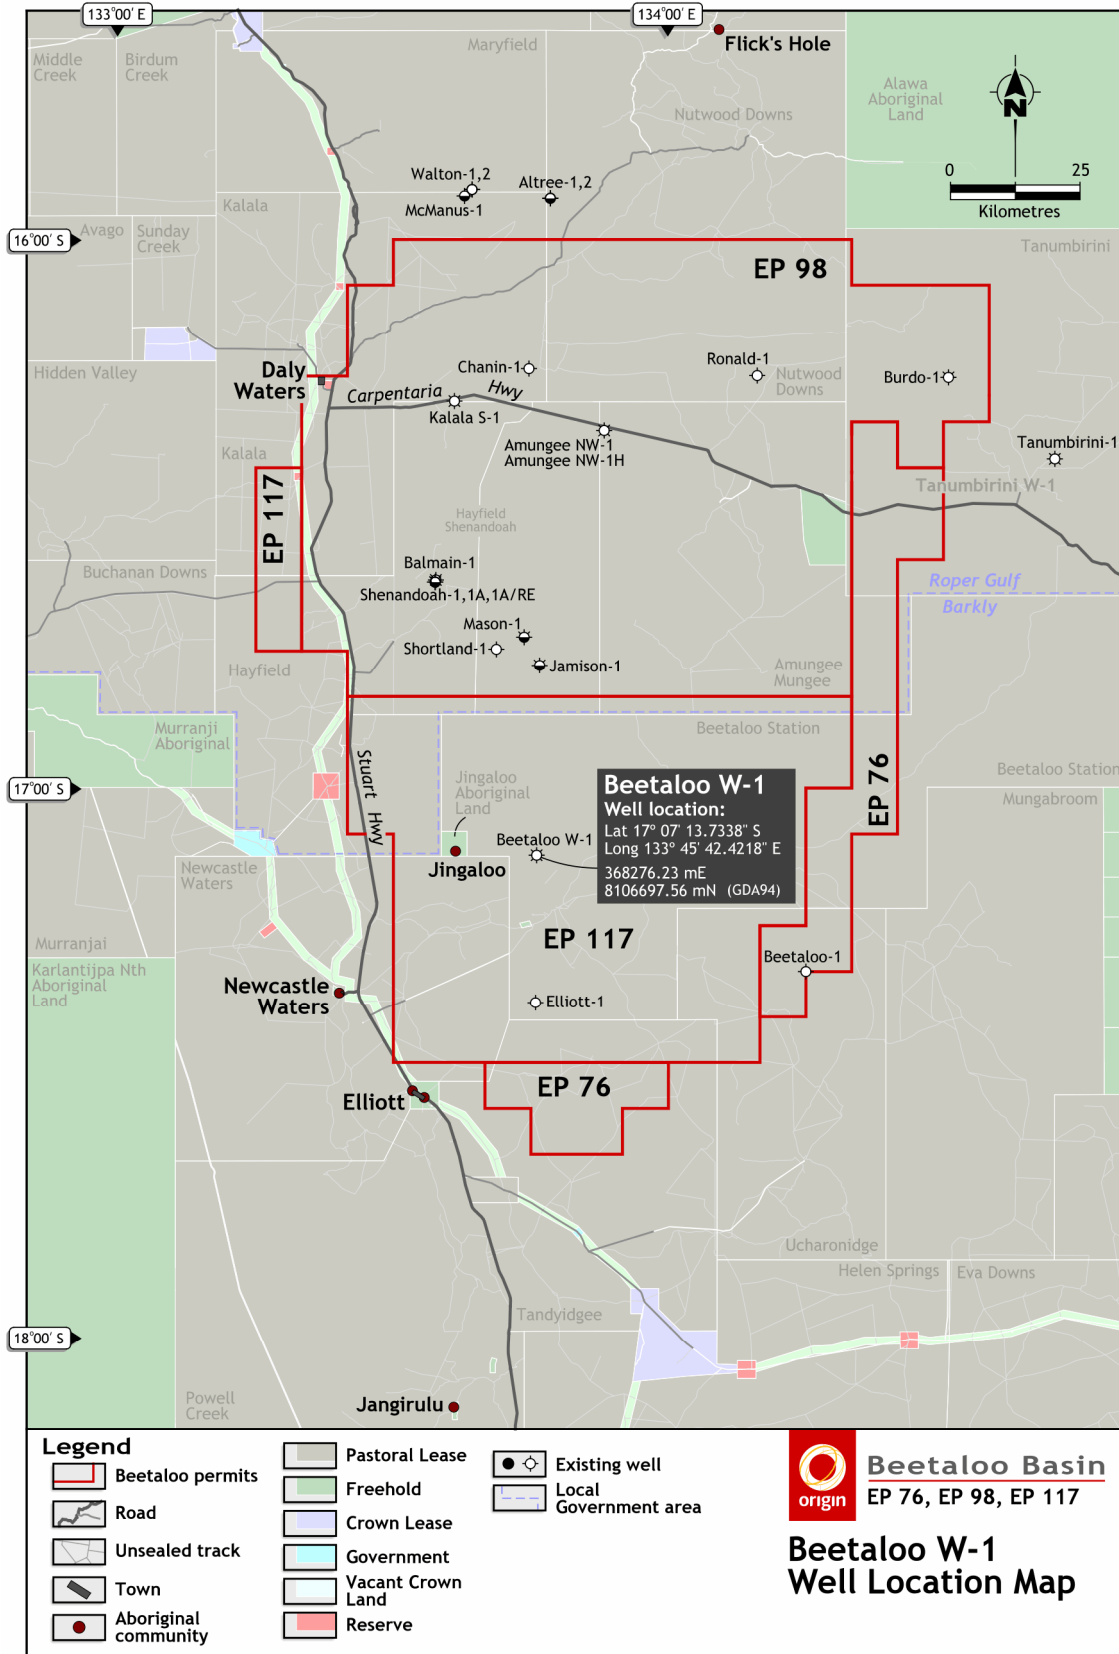 133°00' E
134°00' E
Flick's Hole
Maryfield
Middle
Creek
Birdum
Creek
Alawa
Aboriginal
Land
N
Nutwood Downs
0
25
Kilometres
Walton-1,2
Altree-1,2
McManus-1
Kalala
16°00' S
Avago
Sunday
Creek
Tanumbirini
EP 98
Hidden Valley
Daly
Waters
Chanin-1
Carpentaria
Hwy
Kalala S-1
Ronald-1
Nutwood
Downs
Burdo-1
Amungee NW-1
Amungee NW-1H
Tanumbirini-1
Kalala
EP 117
Tanumbirini W-1
Hayfield
Shenandoah
Buchanan Downs
Balmain-1
Shenandoah-1,1A,1A/RE
Roper Gulf
Barkly
Mason-1
Shortland-1
Jamison-1
Hayfield
Amungee
Mungee
Murranji
Aboriginal
Beetaloo Station
Stuart Hwy
Jingaloo
Aboriginal
Land
EP 76
17°00' S
Beetaloo Station
Mungabroom
Beetaloo W-1
Well location:
Lat 17° 07' 13.7338" S
Long 133° 45' 42.4218" E
368276.23 mE
8106697.56 mN (GDA94)
Beetaloo W-1
Jingaloo
Newcastle
Waters
EP 117
Murranjai
Karlantijpa Nth
Aboriginal
Land
Beetaloo-1
Newcastle
Waters
Elliott-1
EP 76
Elliott
Ucharonidge
Helen Springs
Eva Downs
Tandyidgee
18°00' S
Powell
Creek
Jangirulu
Legend
Beetaloo permits
Road
Unsealed track
Town
Aboriginal
community
Pastoral Lease
Freehold
Crown Lease
Government
Vacant Crown
Land
Reserve
Existing well
Local
Government area
origin
Beetaloo Basin
EP 76, EP 98, EP 117
Beetaloo W-1
Well Location Map